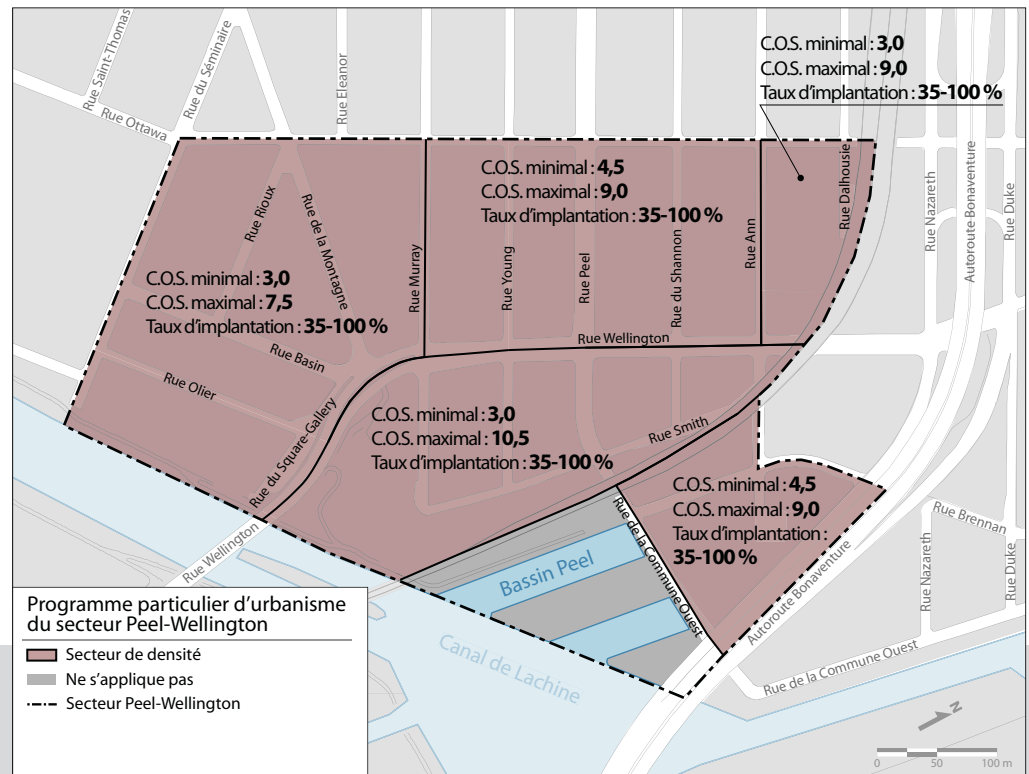 C.O.S. minimal : 3,0
C.O.S. maximal : 9,0
Taux d'implantation : 35-100 %
Rue Saint-Thomas
Rue du Séminaire
Rue Ottawa
Rue Eleanor
C.O.S. minimal : 4,5
C.O.S. maximal : 9,0
Taux d'implantation : 35-100 %
Rue Dalhousie
Rue Nazareth
Autoroute Bonaventure
Rue Duke
Rue Rioux
Rue de la Montagne
Rue Murray
Rue Young
Rue Peel
Rue du Shannon
Rue Ann
C.O.S. minimal : 3,0
C.O.S. maximal : 7,5
Taux d'implantation : 35-100 %
Rue Wellington
Rue Basin
Rue Olier
Rue du Square-Gallery
C.O.S. minimal : 3,0
C.O.S. maximal : 10,5
Taux d'implantation : 35-100 %
Rue Smith
C.O.S. minimal : 4,5
C.O.S. maximal : 9,0
Taux d'implantation :
35-100 %
Rue de la Commune Ouest
Rue Wellington
Bassin Peel
Canal de Lachine
Autoroute Bonaventure
Rue Brennan
Rue Nazareth
Rue Duke
Rue de la Commune Ouest
Programme particulier d'urbanisme
du secteur Peel-Wellington
Secteur de densité
Ne s'applique pas
Secteur Peel-Wellington
N
0 50 100 m